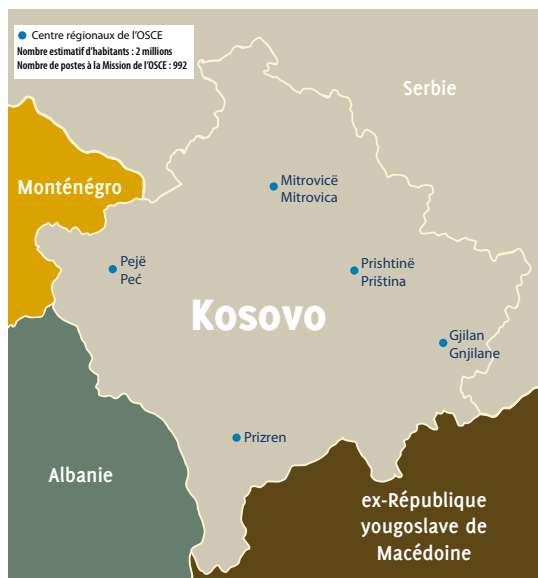 Centre régionaux de l'OSCE
Nombre estimatif d'habitants : 2 millions
Nombre de postes à la Mission de l'OSCE : 992
Serbie
Monténégro
Mitrovicë
Mitrovica
Pejë
Peć
Prishtinë
Priština
Kosovo
Gjilan
Gnjilane
Prizren
Albanie
ex-République
yougoslave de
Macédoine